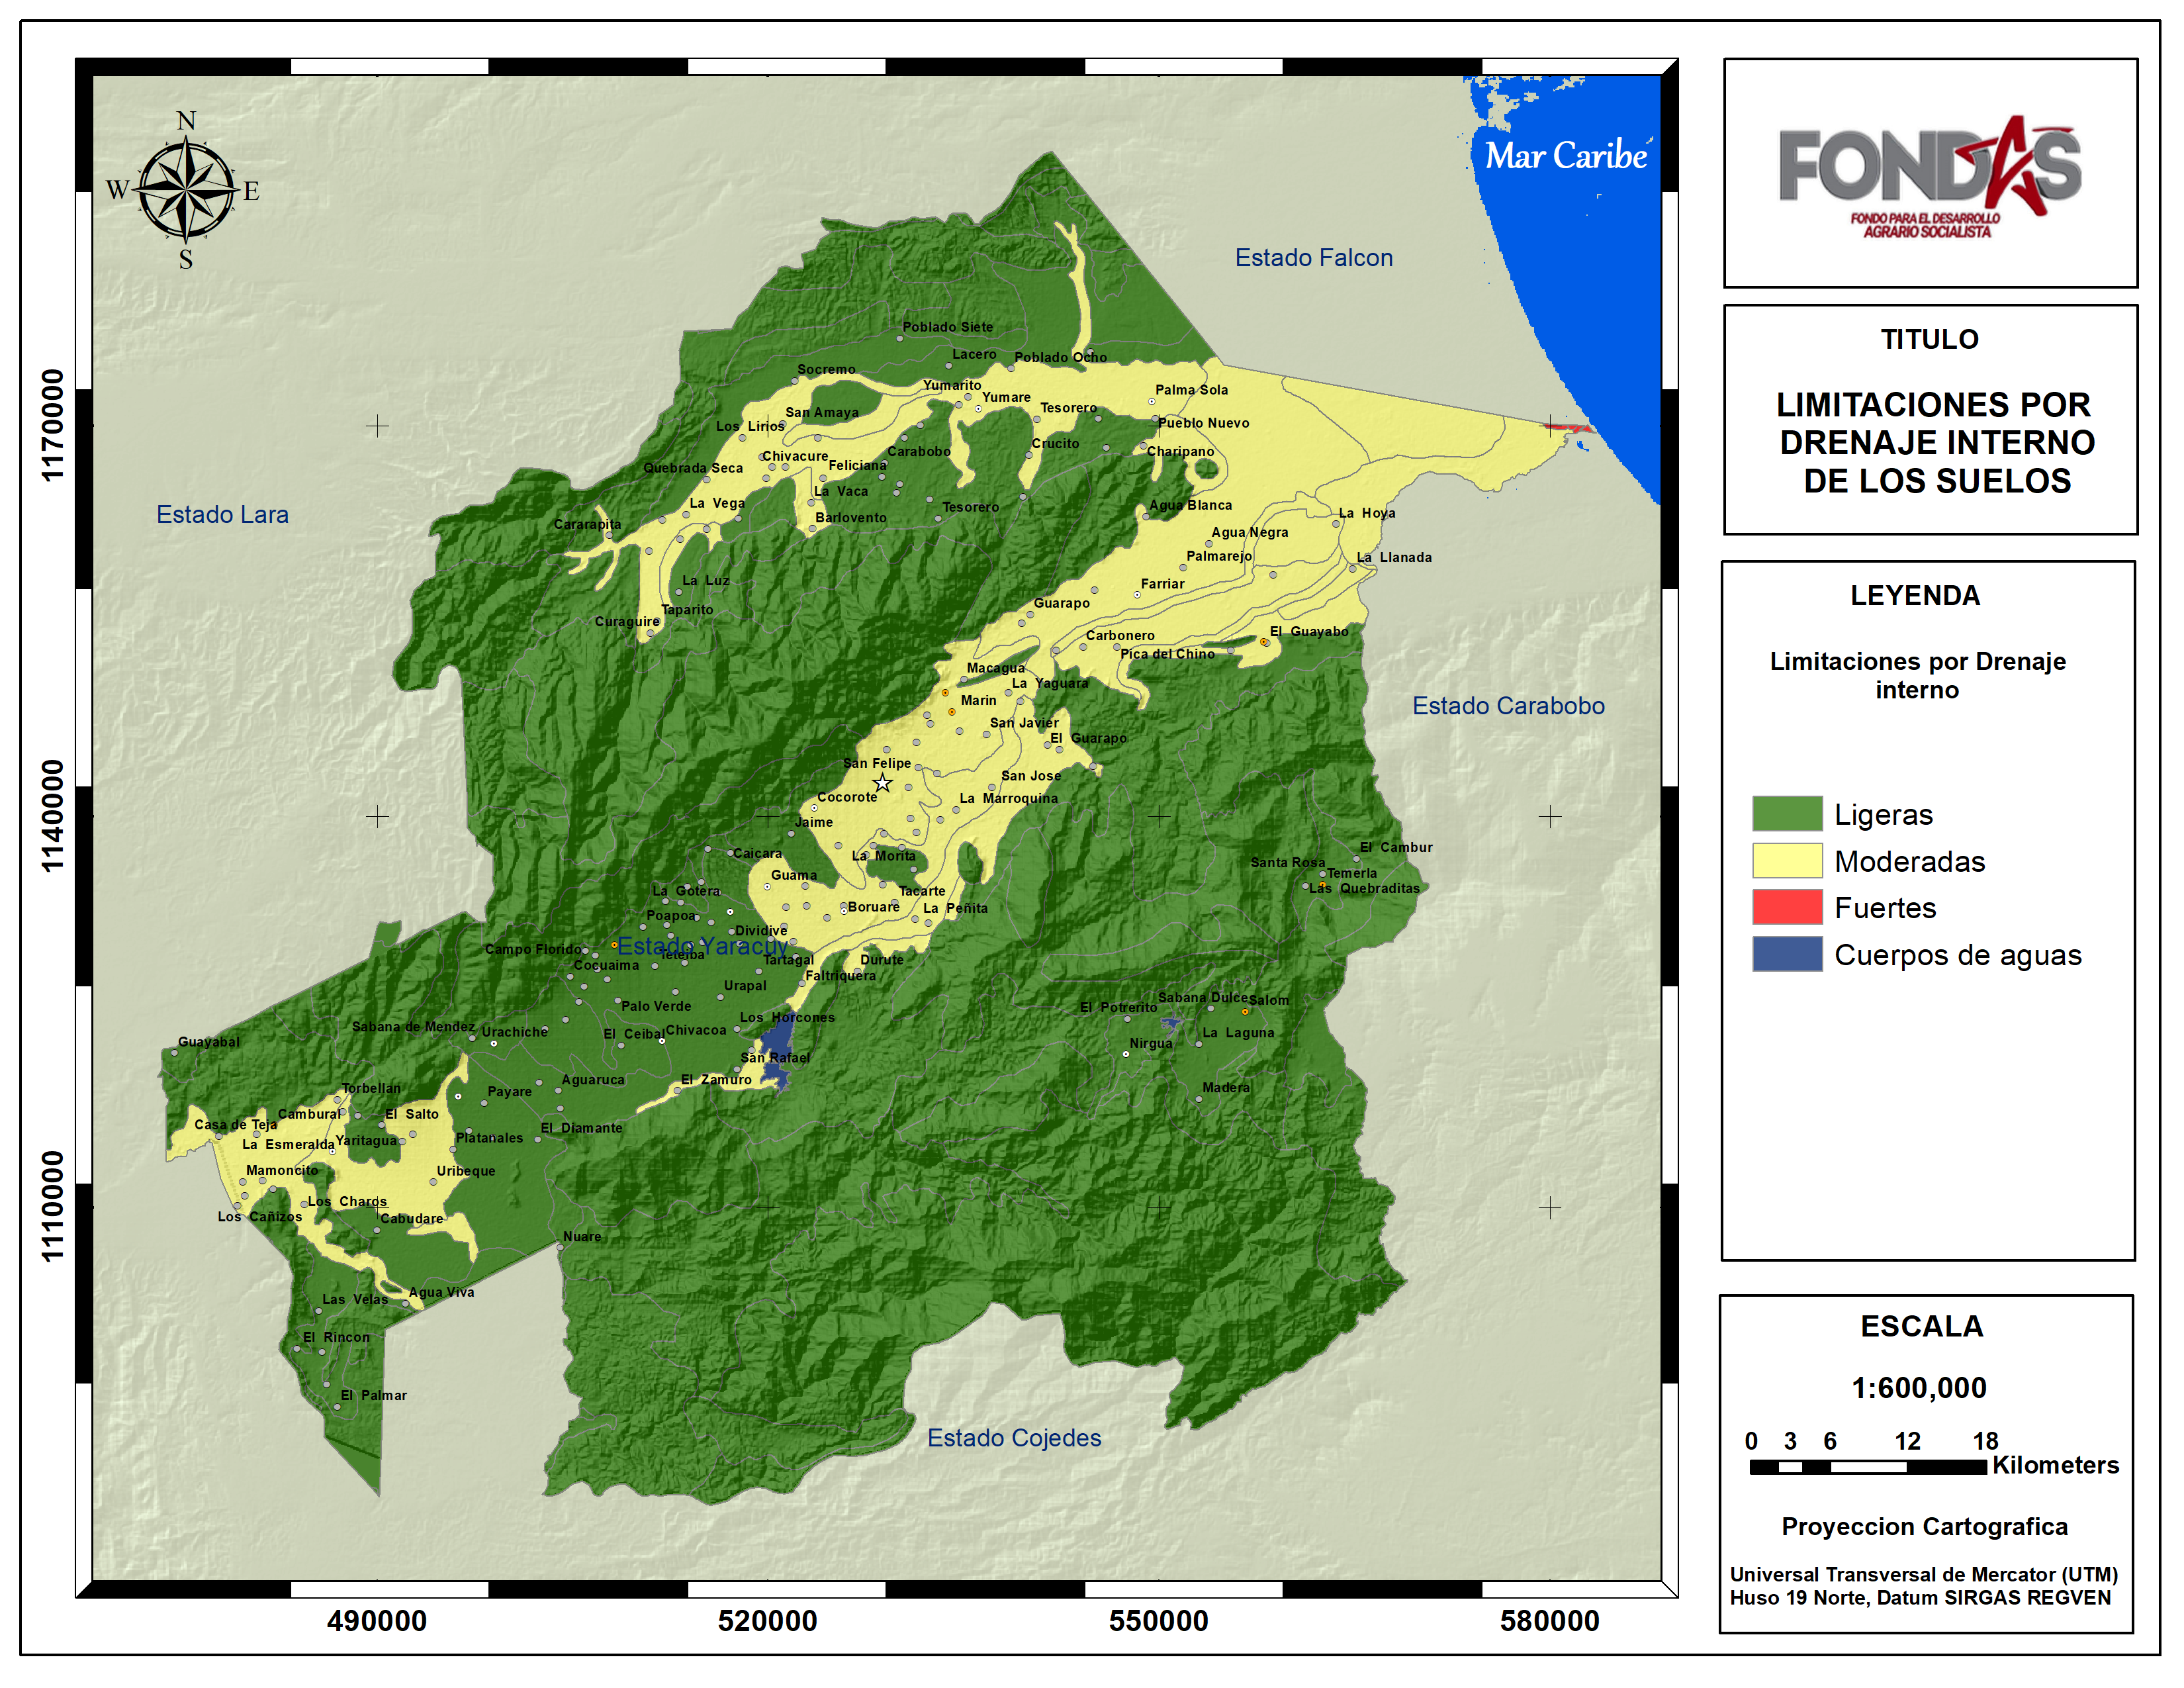 N
W
E
S
Mar Caribe
Estado Falcon
Estado Lara
Estado Carabobo
Estado Yaracuy
Estado Cojedes
Poblado Siete
Lacero
Poblado Ocho
Socremo
Yumarito
Yumare
Palma Sola
San Amaya
Tesorero
Los Lirios
Pueblo Nuevo
Crucito
Carabobo
Charipano
Chivacure
Quebrada Seca
Feliciana
La Vaca
La Vega
Barlovento
Tesorero
Agua Blanca
La Hoya
Cararapita
Agua Negra
Palmarejo
La Llanada
La Luz
Farriar
Taparito
Guarapo
Curaguire
Carbonero
El Guayabo
Pica del Chino
Macagua
La Yaguara
Marin
San Javier
El Guarapo
San Felipe
San Jose
Cocorote
La Marroquina
Jaime
Caicara
La Morita
El Cambur
Santa Rosa
Temerla
Las Quebraditas
Guama
La Gotera
Tacarte
Boruare
La Peñita
Poapoa
Dividive
Campo Florido
Teteiba
Tartagal
Durute
Cocuaima
Faltriquera
Urapal
Palo Verde
El Potrerito
Sabana Dulce
Salom
Los Horcones
Sabana de Mendez
Urachiche
El Ceibal
Chivacoa
La Laguna
Guayabal
Nirgua
San Rafael
Aguaruca
El Zamuro
Torbellan
Payare
Madera
Cambural
El Salto
Casa de Teja
El Diamante
La Esmeralda
Yaritagua
Platanales
Mamoncito
Uribeque
Los Charos
Los Cañizos
Cabudare
Nuare
Las Velas
Agua Viva
El Rincon
El Palmar
1170000
1140000
1110000
490000
520000
550000
580000
FONDAS
FONDO PARA EL DESARROLLO
AGRARIO SOCIALISTA
TITULO
LIMITACIONES POR
DRENAJE INTERNO
DE LOS SUELOS
LEYENDA
Limitaciones por Drenaje
interno
Ligeras
Moderadas
Fuertes
Cuerpos de aguas
ESCALA
1:600,000
0 3 6 12 18
Kilometers
Proyeccion Cartografica
Universal Transversal de Mercator (UTM)
Huso 19 Norte, Datum SIRGAS REGVEN